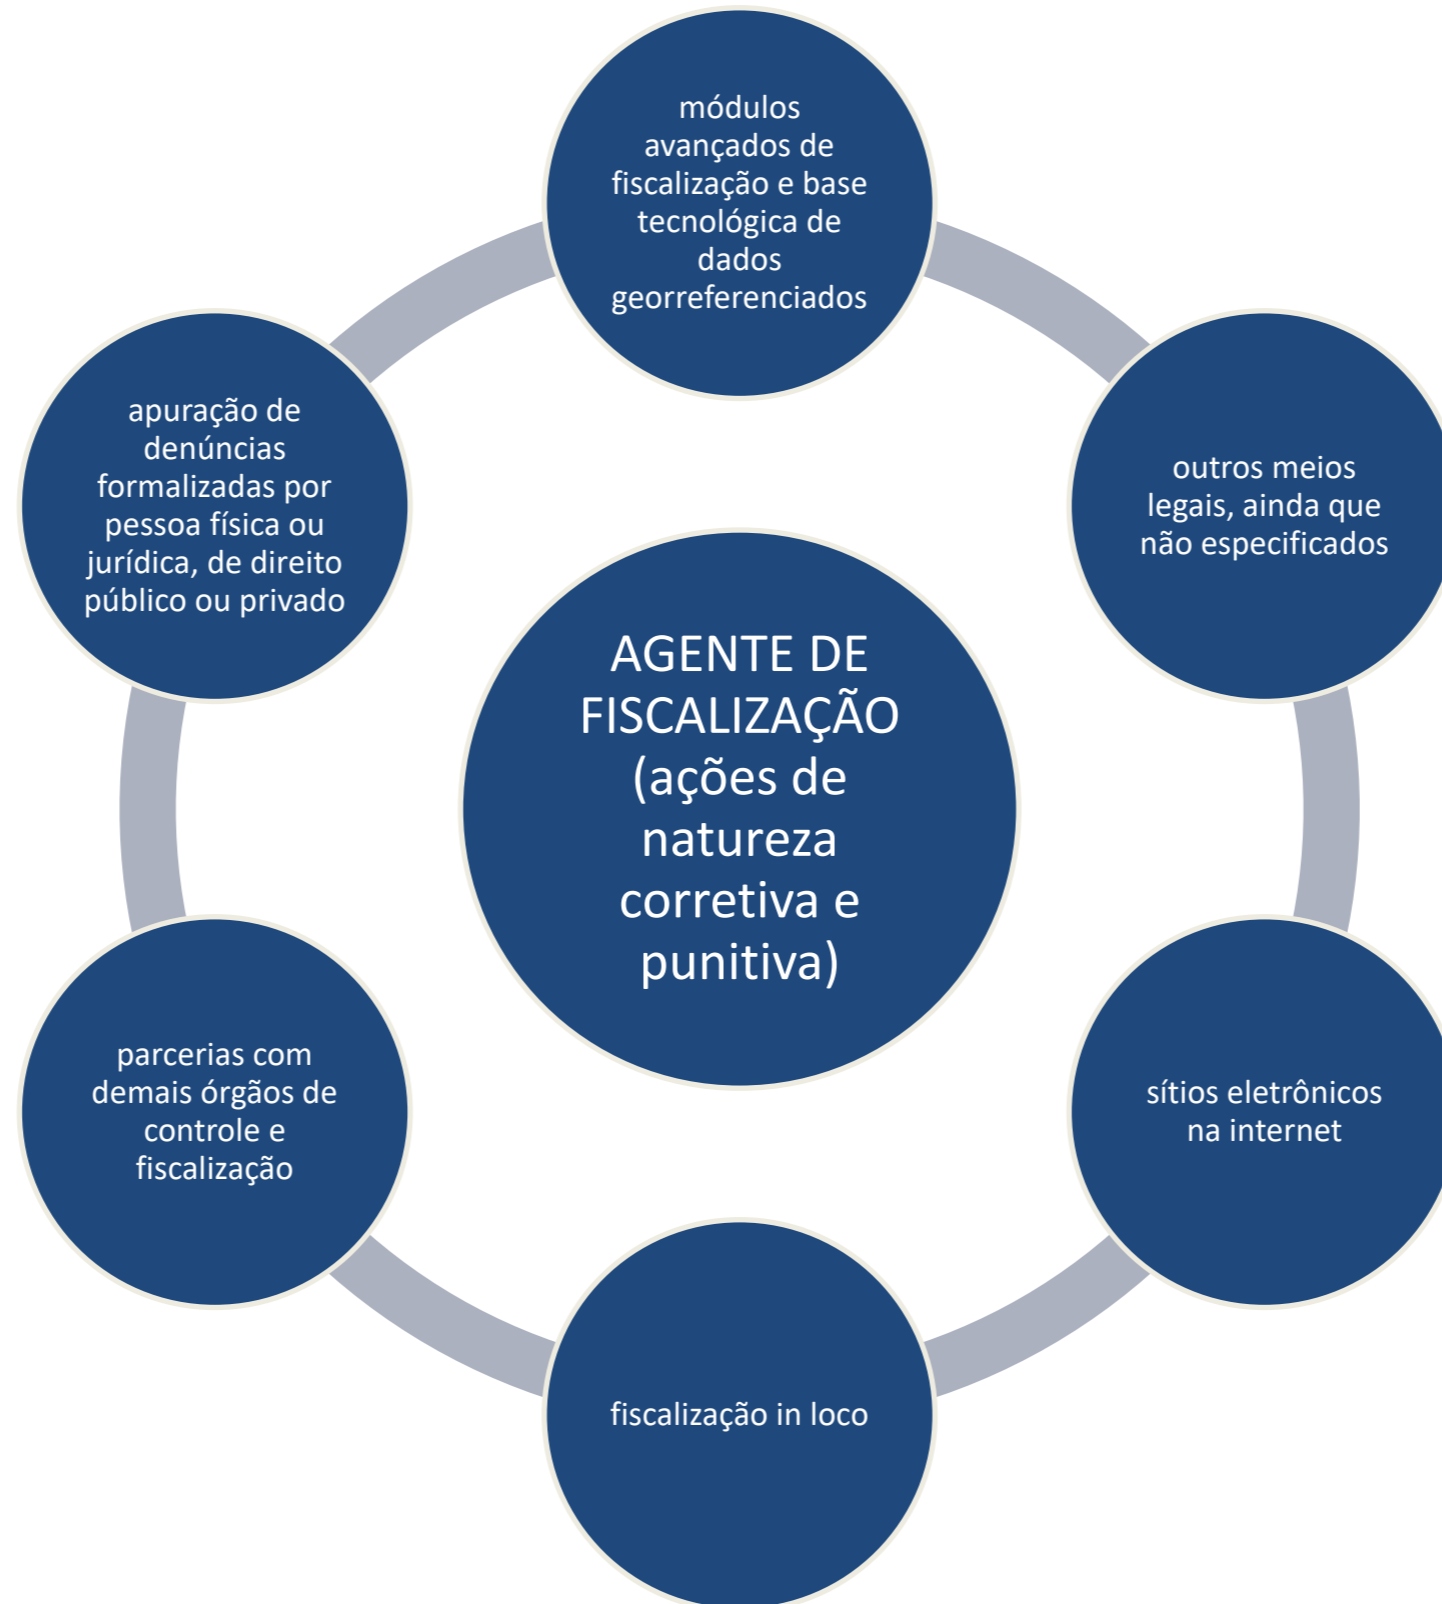 módulos
avançados de
fiscalização e base
tecnológica de
dados
georreferenciados
outros meios
legais, ainda que
não especificados
sítios eletrônicos
na internet
fiscalização in loco
parcerias com
demais órgãos de
controle e
fiscalização
apuração de
denúncias
formalizadas por
pessoa física ou
jurídica, de direito
público ou privado
AGENTE DE
FISCALIZAÇÃO
(ações de
natureza
corretiva e
punitiva)